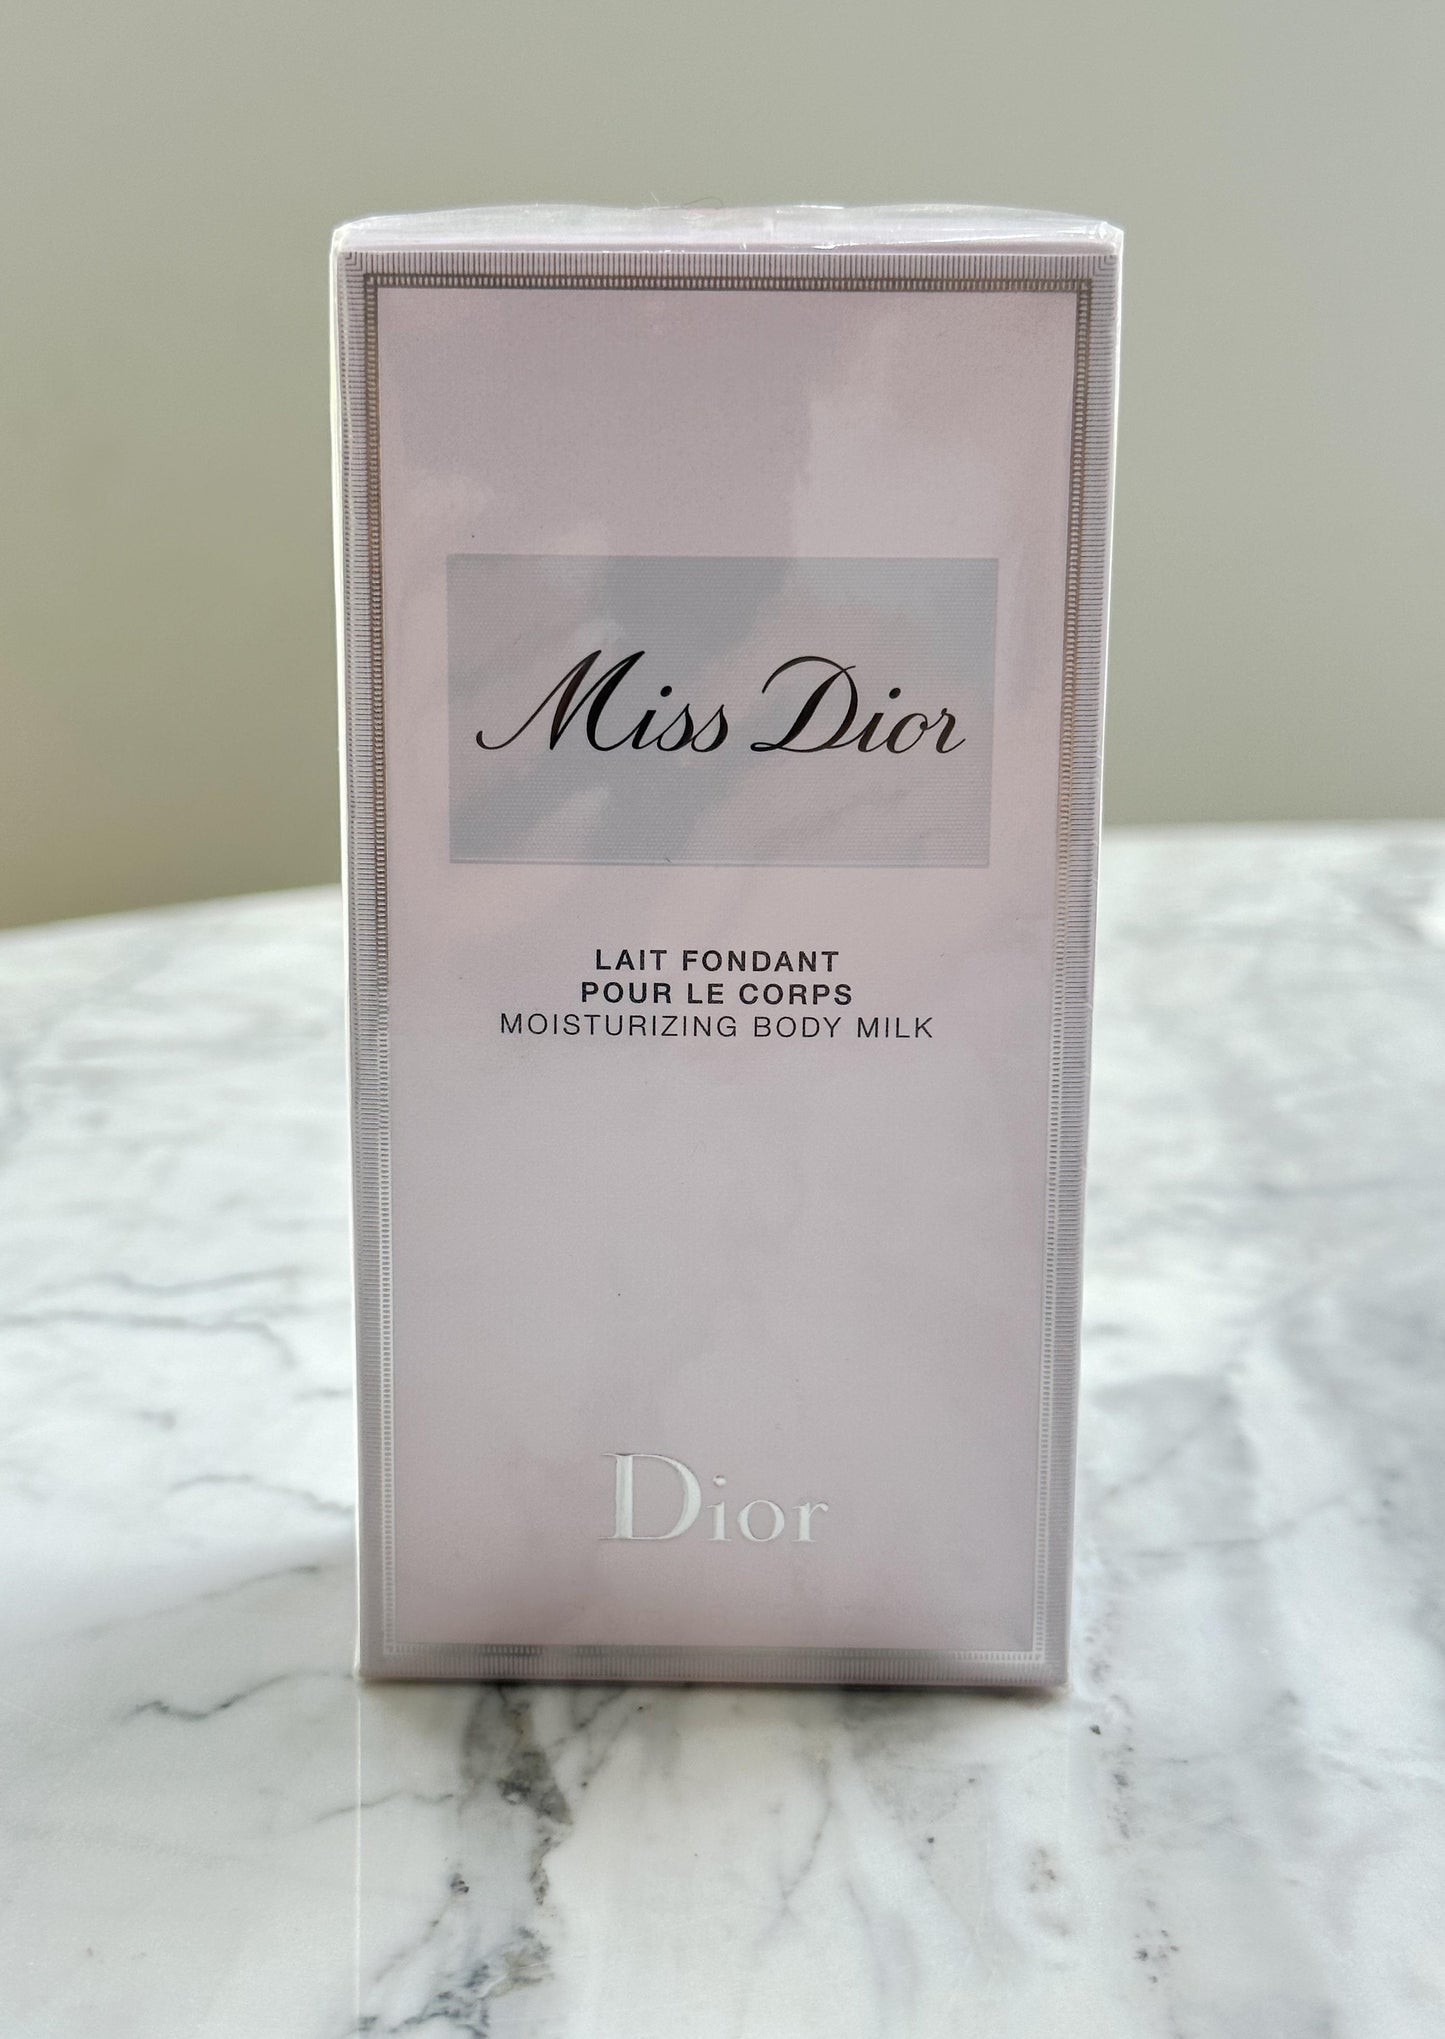 Miss Dior
LAIT FONDANT
POUR LE CORPS
MOISTURIZING BODY MILK
Dior